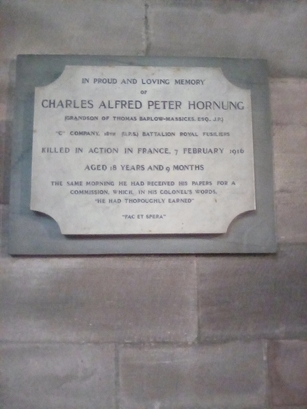 IN PROUD AND LOVING MEMORY
OF
CHARLES ALFRED PETER HORNUNG
(GRANDSON OF THOMAS BARLOW-MASSICKS, ESQ. J.P.)
"C" COMPANY, (S.) BATTALION ROYAL FUSILIERS
KILLED IN ACTION IN FRANCE, 7 FEBRUARY 1916
AGED 18 YEARS AND 9 MONTHS
THE SAME MORNING HE HAD RECEIVED HIS PAPERS FOR A
COMMISSION, WHICH, IN HIS COLONEL'S WORDS,
"HE HAD THOROUGHLY EARNED"
"FAC ET SPERA"